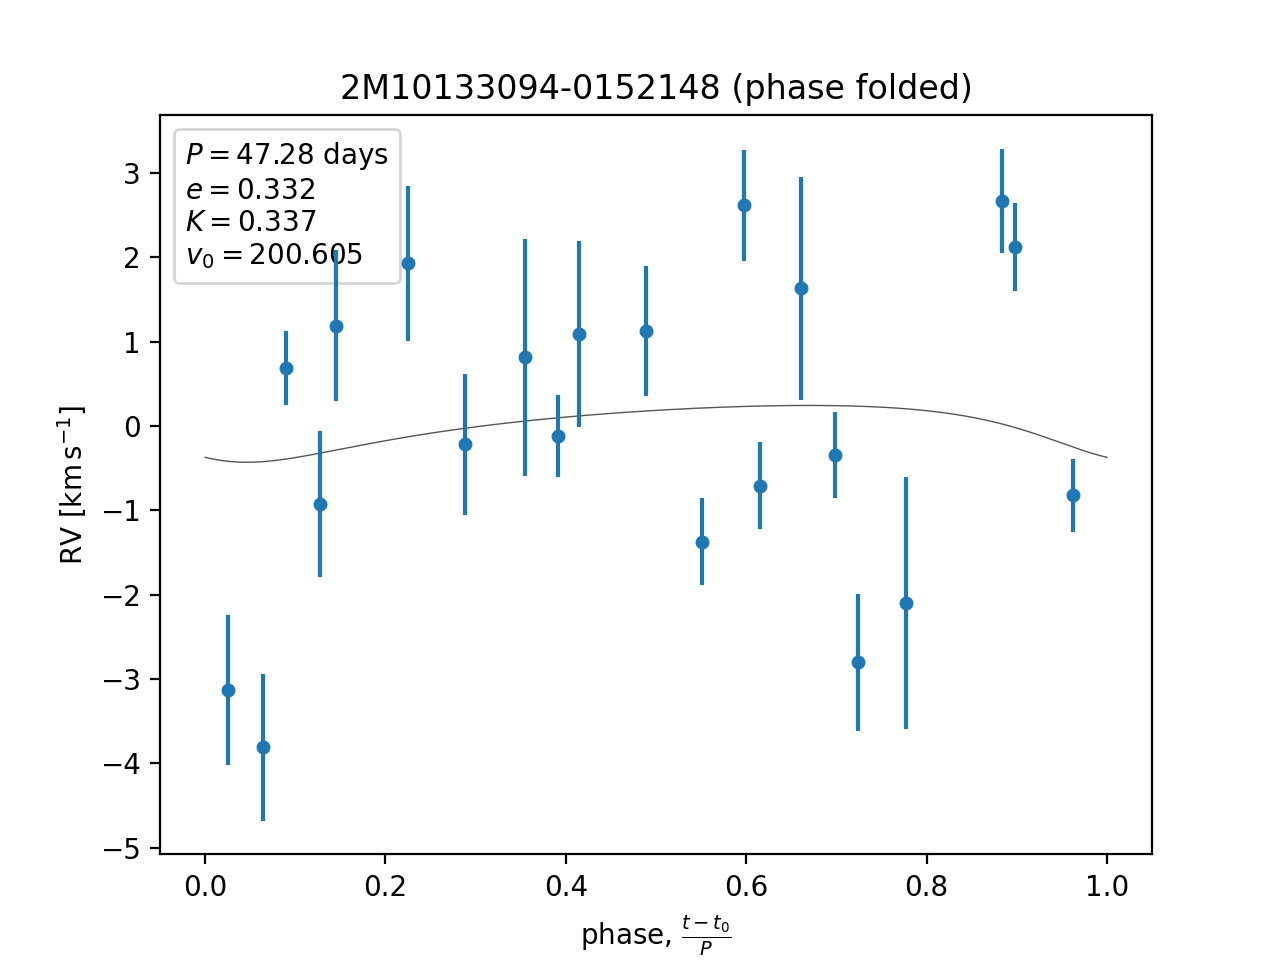 2M10133094-0152148 (phase folded)
P = 47.28 days
e = 0.332
K = 0.337
v₀ = 200.605
3
2
1
0
−1
−2
−3
−4
−5
RV [km s⁻¹]
0.0 0.2 0.4 0.6 0.8 1.0
phase, (t − t₀)/P